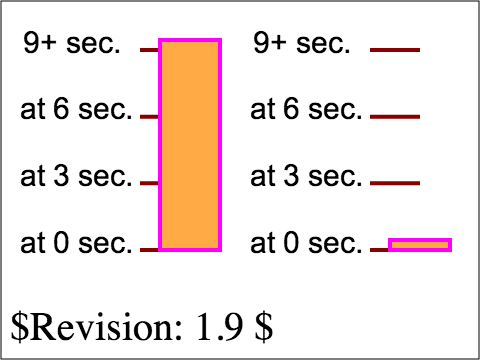 9+ sec. 9+ sec.
at 6 sec. at 6 sec.
at 3 sec. at 3 sec.
at 0 sec. at 0 sec.
$Revision: 1.9 $